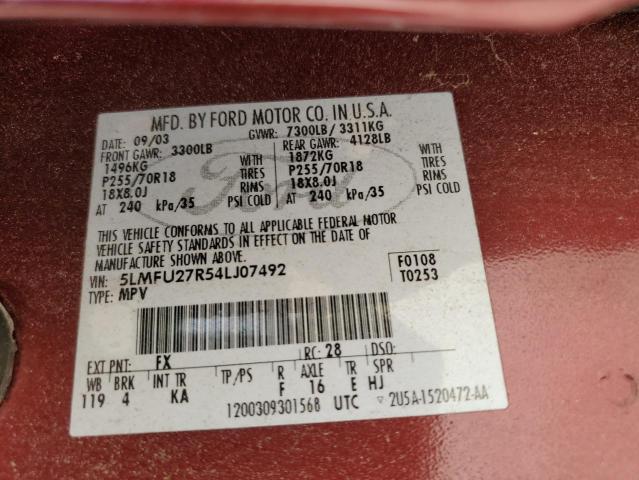 MFD. BY FORD MOTOR CO. IN U.S.A.
DATE: 09/03 GVWR: 7300LB/ 3311KG
FRONT GAWR: 3300LB REAR GAWR: 4128LB
1496KG WITH 1872KG WITH
P255/70R18 TIRES P255/70R18 TIRES
18X8.0J RIMS 18X8.0J RIMS
AT 240 kPa/35 PSI COLD AT 240 kPa/35 PSI COLD
Ford
THIS VEHICLE CONFORMS TO ALL APPLICABLE FEDERAL MOTOR
VEHICLE SAFETY STANDARDS IN EFFECT ON THE DATE OF
MANUFACTURE SHOWN ABOVE.
VIN: 5LMFU27R54LJ07492 F0108
TYPE: MPV T0253
EXT PNT: FX RC: 28 DSO:
WB BRK INT TR TP/PS R AXLE TR SPR
119 4 KA F 16 E HJ
1200309301568 UTC ▽ 2U5A-1520472-AA